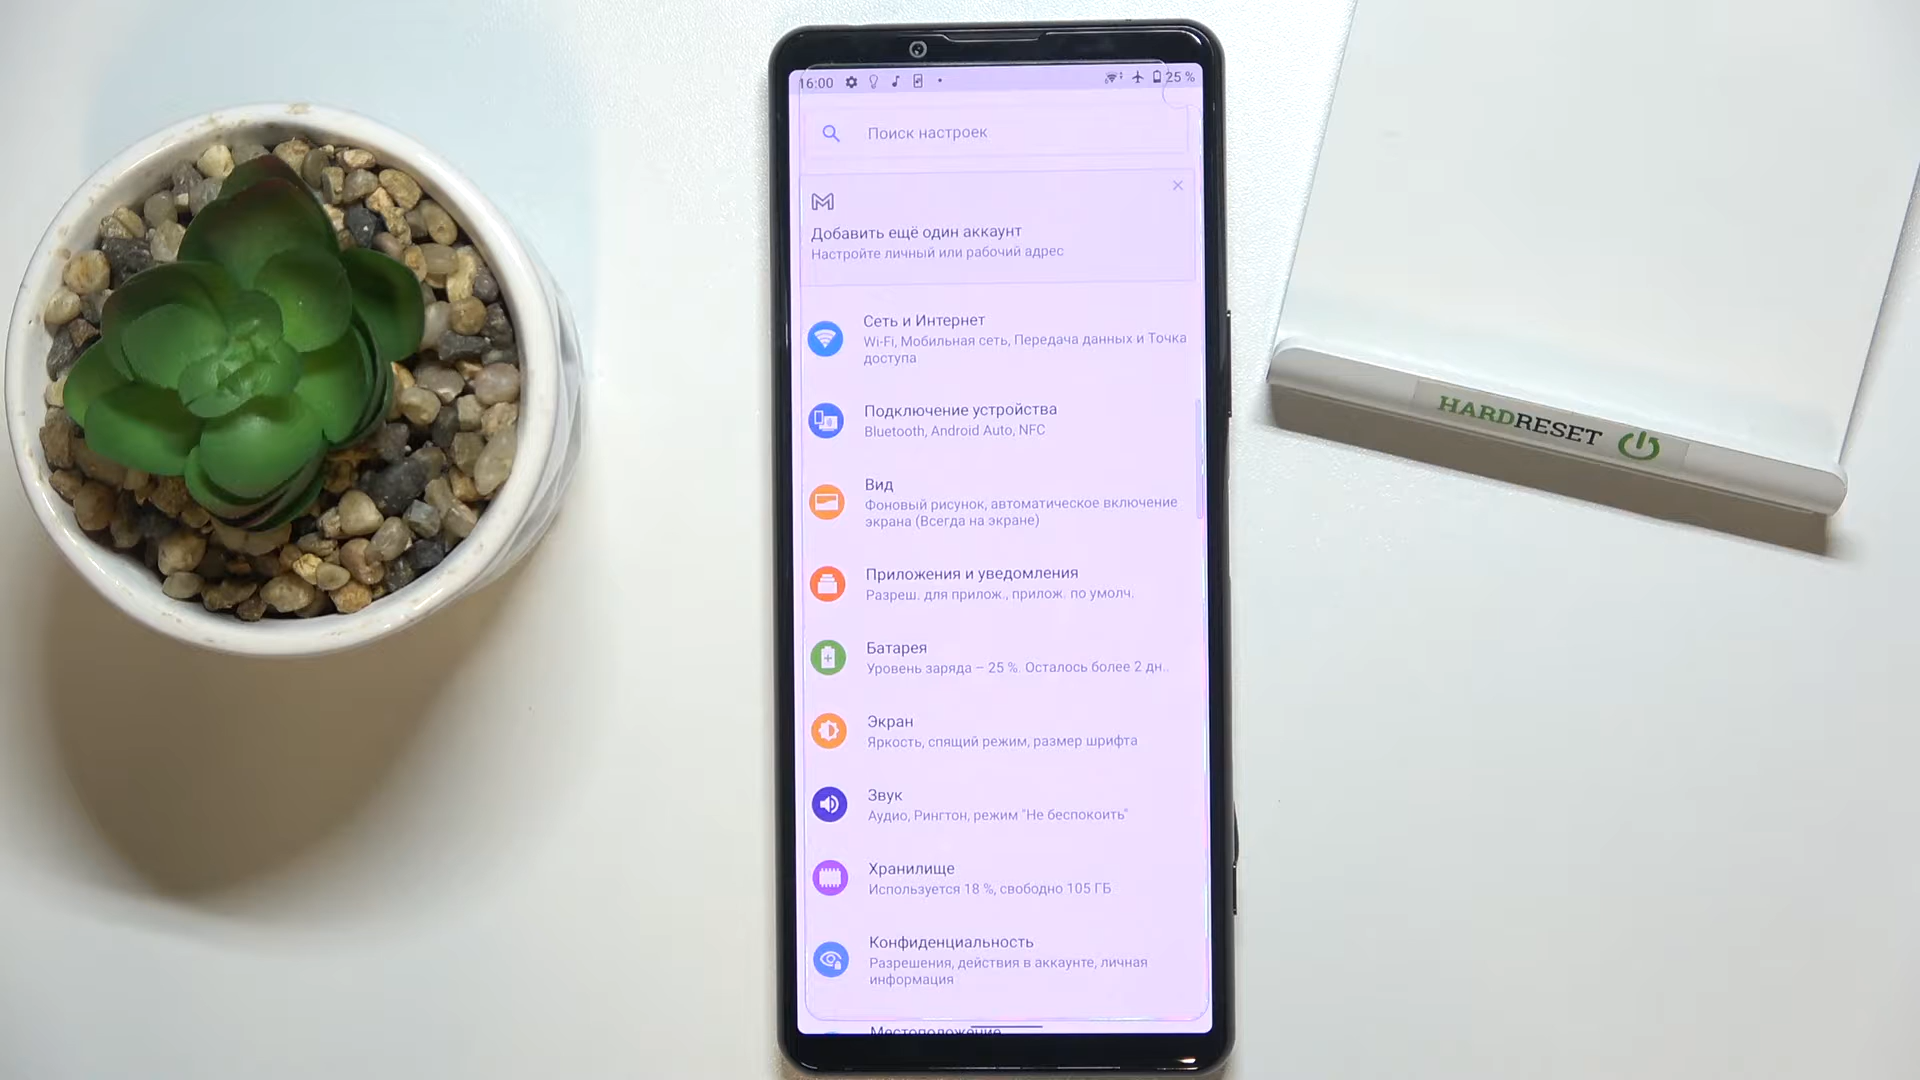 16:00
25 %
Поиск настроек
Добавить ещё один аккаунт
Настройте личный или рабочий адрес
Сеть и Интернет
Wi-Fi, Мобильная сеть, Передача данных и Точка
доступа
Подключение устройства
Bluetooth, Android Auto, NFC
Вид
Фоновый рисунок, автоматическое включение
экрана (Всегда на экране)
Приложения и уведомления
Разреш. для прилож., прилож. по умолч.
Батарея
Уровень заряда – 25 %. Осталось более 2 дн..
Экран
Яркость, спящий режим, размер шрифта
Звук
Аудио, Рингтон, режим "Не беспокоить"
Хранилище
Используется 18 %, свободно 105 ГБ
Конфиденциальность
Разрешения, действия в аккаунте, личная
информация
Местоположение
HARDRESET